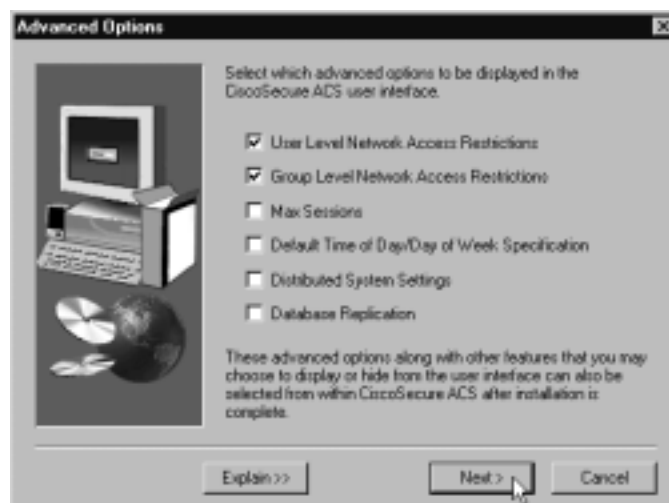 Advanced Options
Select which advanced options to be displayed in the
CiscoSecure ACS user interface.
User Level Network Access Restrictions
Group Level Network Access Restrictions
Max Sessions
Default Time of Day/Day of Week Specification
Distributed System Settings
Database Replication
These advanced options along with other features that you may
choose to display or hide from the user interface can also be
selected from within CiscoSecure ACS after installation is
complete.
Explain >>
Next >
Cancel